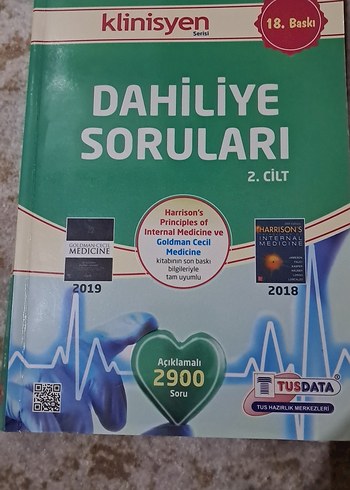 klinisyen
Serisi
18. Baskı
DAHİLİYE
SORULARI
2. CİLT
Harrison's
Principles of
Internal Medicine ve
Goldman Cecil
Medicine
kitabının son baskı
bilgileriyle
tam uyumlu
GOLDMAN-CECIL
MEDICINE
2019
HARRISON'S
INTERNAL
MEDICINE
2018
Açıklamalı
2900
Soru
TUSDATA
TUS HAZIRLIK MERKEZLERİ